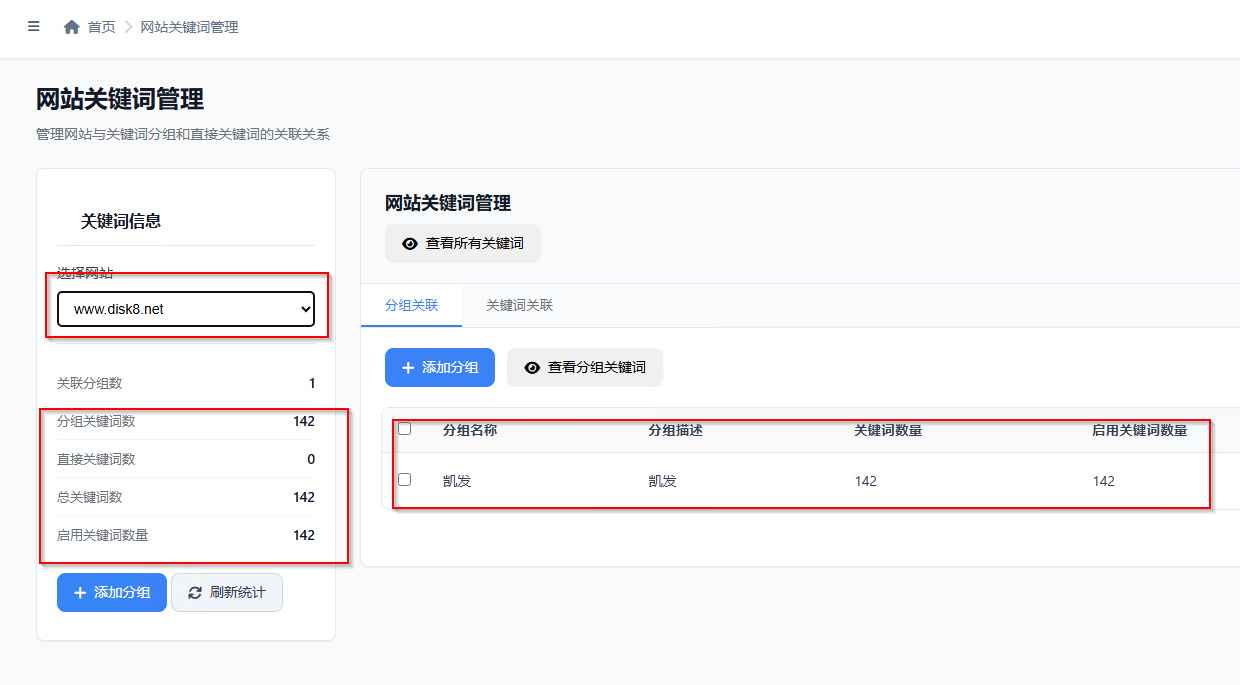 首页 网站关键词管理
网站关键词管理
管理网站与关键词分组和直接关键词的关联关系
关键词信息
选择网站
www.disk8.net
关联分组数 1
分组关键词数 142
直接关键词数 0
总关键词数 142
启用关键词数量 142
添加分组 刷新统计
网站关键词管理
查看所有关键词
分组关联 关键词关联
添加分组 查看分组关键词
分组名称 分组描述 关键词数量 启用关键词数量
凯发 凯发 142 142